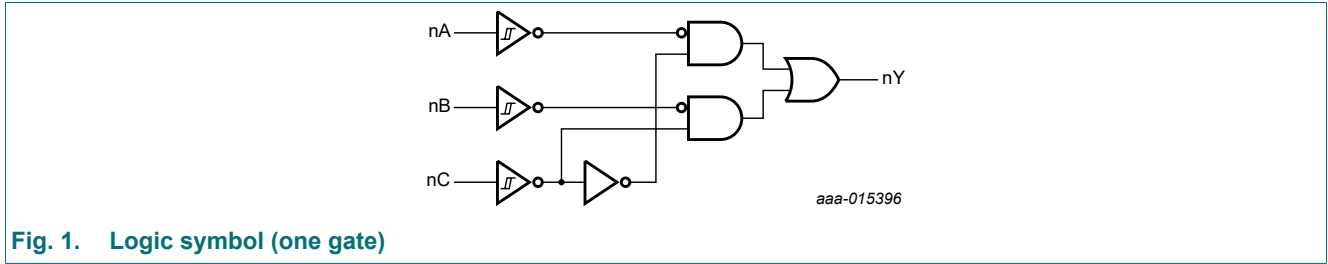 nA
nY
nB
nC
aaa-015396
Fig. 1. Logic symbol (one gate)